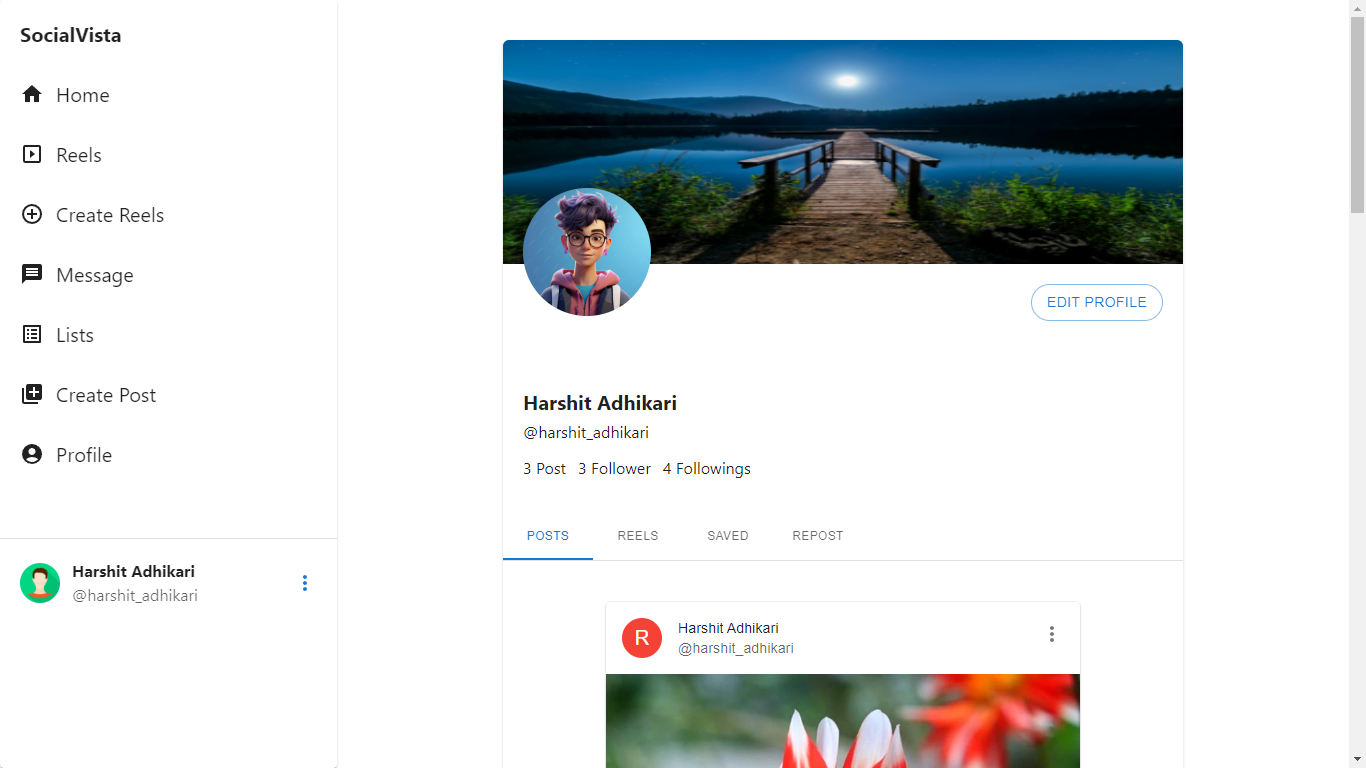 SocialVista
Home
Reels
Create Reels
Message
Lists
Create Post
Profile
Harshit Adhikari
@harshit_adhikari
EDIT PROFILE
Harshit Adhikari
@harshit_adhikari
3 Post 3 Follower 4 Followings
POSTS REELS SAVED REPOST
R
Harshit Adhikari
@harshit_adhikari